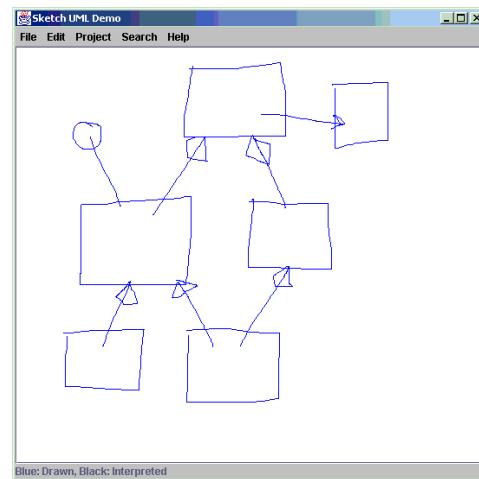 Sketch UML Demo
File Edit Project Search Help
Blue: Drawn, Black: Interpreted